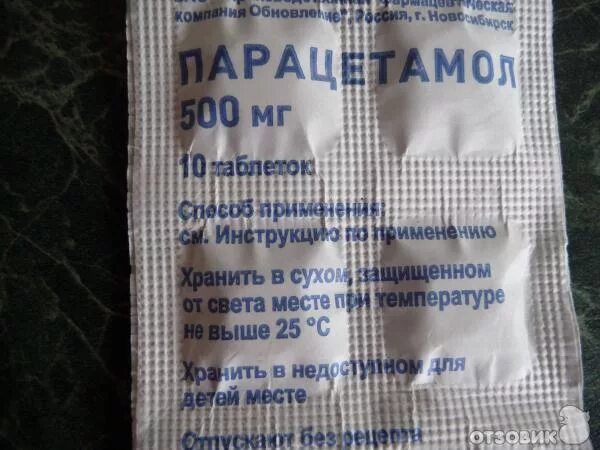 фармацевтическая
компания Обновление", Россия, г. Новосибирск
ПАРАЦЕТАМОЛ
500 мг
10 таблеток
Способ применения:
см. Инструкцию по применению
Хранить в сухом, защищенном
от света месте при температуре
не выше 25 °C
Хранить в недоступном для
детей месте
Отпускают без рецепта
ОТЗОВИК